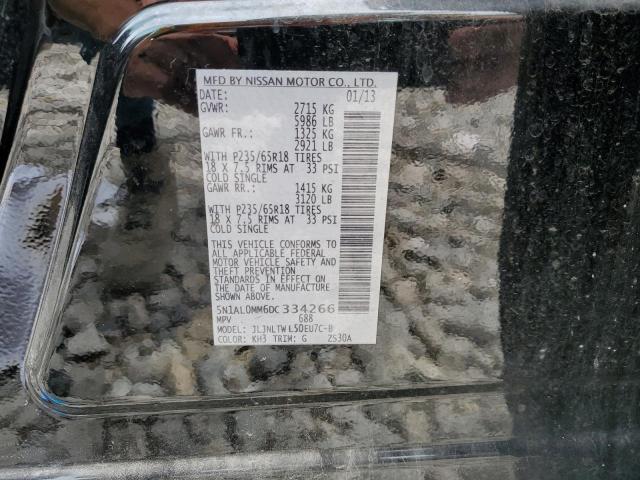 MFD BY NISSAN MOTOR CO., LTD.
DATE: 01/13
GVWR: 2715 KG
5986 LB
GAWR FR.: 1325 KG
2921 LB
WITH P235/65R18 TIRES
18 X 7.5 RIMS AT 33 PSI
COLD SINGLE
GAWR RR.: 1415 KG
3120 LB
WITH P235/65R18 TIRES
18 X 7.5 RIMS AT 33 PSI
COLD SINGLE
THIS VEHICLE CONFORMS TO
ALL APPLICABLE FEDERAL
MOTOR VEHICLE SAFETY AND
THEFT PREVENTION
STANDARDS IN EFFECT ON
THE DATE OF MANUFACTURE
SHOWN ABOVE.
5N1AL0MM6DC334266
MPV 688
MODEL: JLJNLTWL50EU7C-B
COLOR: KH3 TRIM: G ZS30A